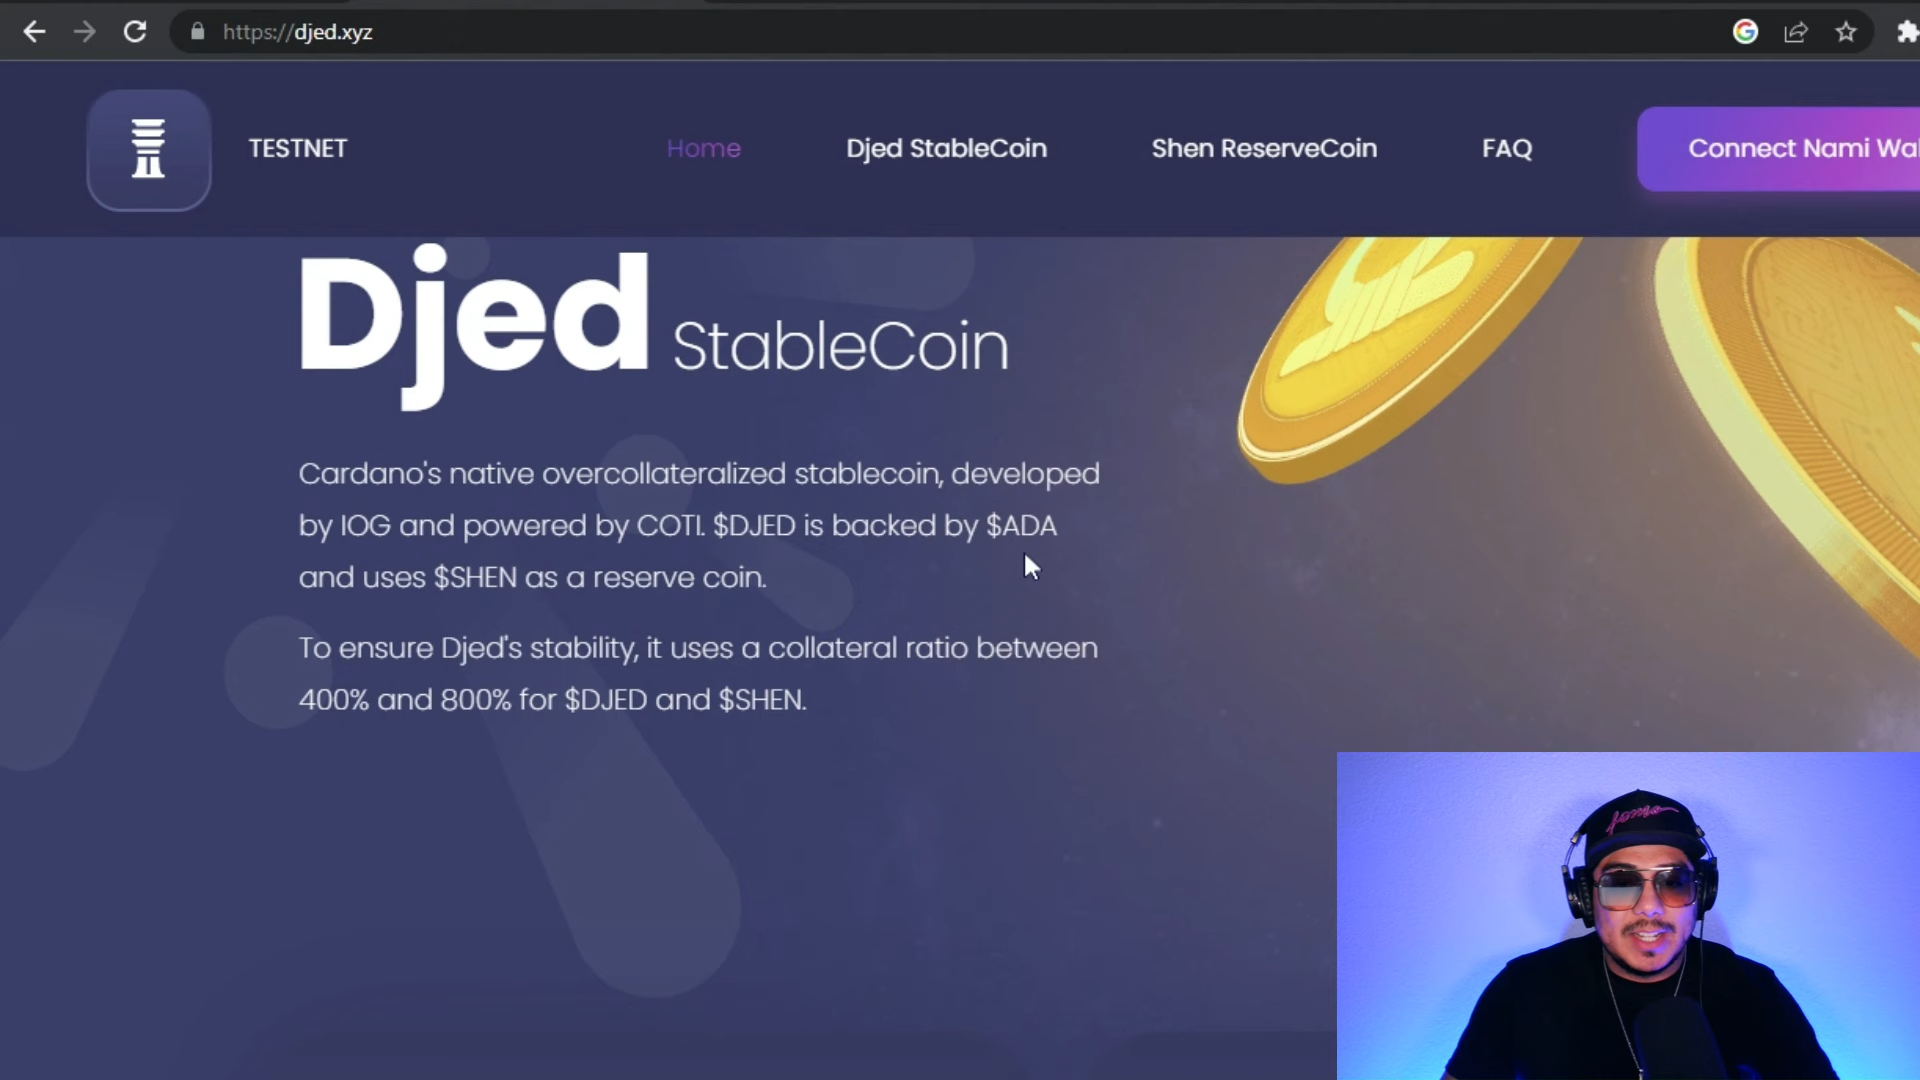 https://djed.xyz
TESTNET
Home
Djed StableCoin
Shen ReserveCoin
FAQ
Connect Nami Wal
Djed StableCoin
Cardano's native overcollateralized stablecoin, developed
by IOG and powered by COTI. $DJED is backed by $ADA
and uses $SHEN as a reserve coin.
To ensure Djed's stability, it uses a collateral ratio between
400% and 800% for $DJED and $SHEN.
fomo